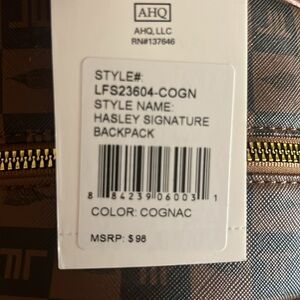 AHQ
AHQ, LLC
RN#137646
STYLE#:
LFS23604-COGN
STYLE NAME:
HASLEY SIGNATURE
BACKPACK
8 84239 06003 1
COLOR: COGNAC
MSRP: $98